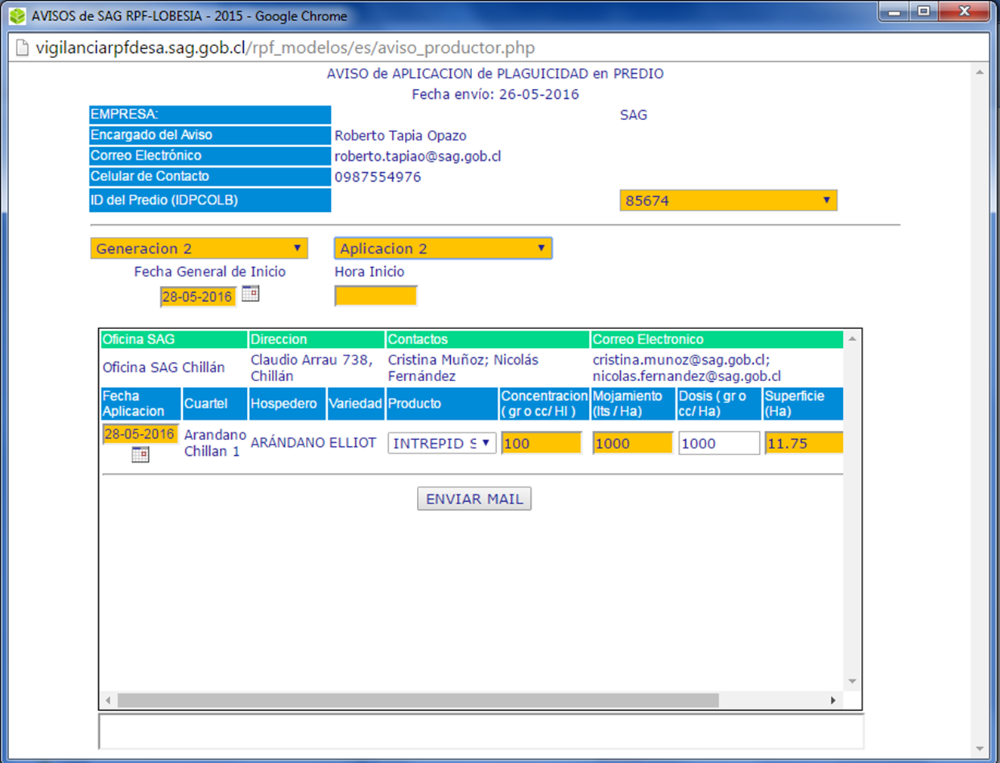 AVISOS de SAG RPF-LOBESIA - 2015 - Google Chrome
vigilanciarpfdesa.sag.gob.cl/rpf_modelos/es/aviso_productor.php
AVISO de APLICACION de PLAGUICIDAD en PREDIO
Fecha envío: 26-05-2016
EMPRESA: SAG
Encargado del Aviso Roberto Tapia Opazo
Correo Electrónico roberto.tapiao@sag.gob.cl
Celular de Contacto 0987554976
ID del Predio (IDPCOLB) 85674
Generacion 2 Aplicacion 2
Fecha General de Inicio Hora Inicio
28-05-2016
Oficina SAG Direccion Contactos Correo Electronico
Oficina SAG Chillán Claudio Arrau 738, Chillán Cristina Muñoz; Nicolás Fernández cristina.munoz@sag.gob.cl; nicolas.fernandez@sag.gob.cl
Fecha Aplicacion Cuartel Hospedero Variedad Producto Concentracion ( gr o cc/ Hl ) Mojamiento (lts / Ha) Dosis ( gr o cc/ Ha) Superficie (Ha)
28-05-2016 Arandano Chillan 1 ARÁNDANO ELLIOT INTREPID S 100 1000 1000 11.75
ENVIAR MAIL